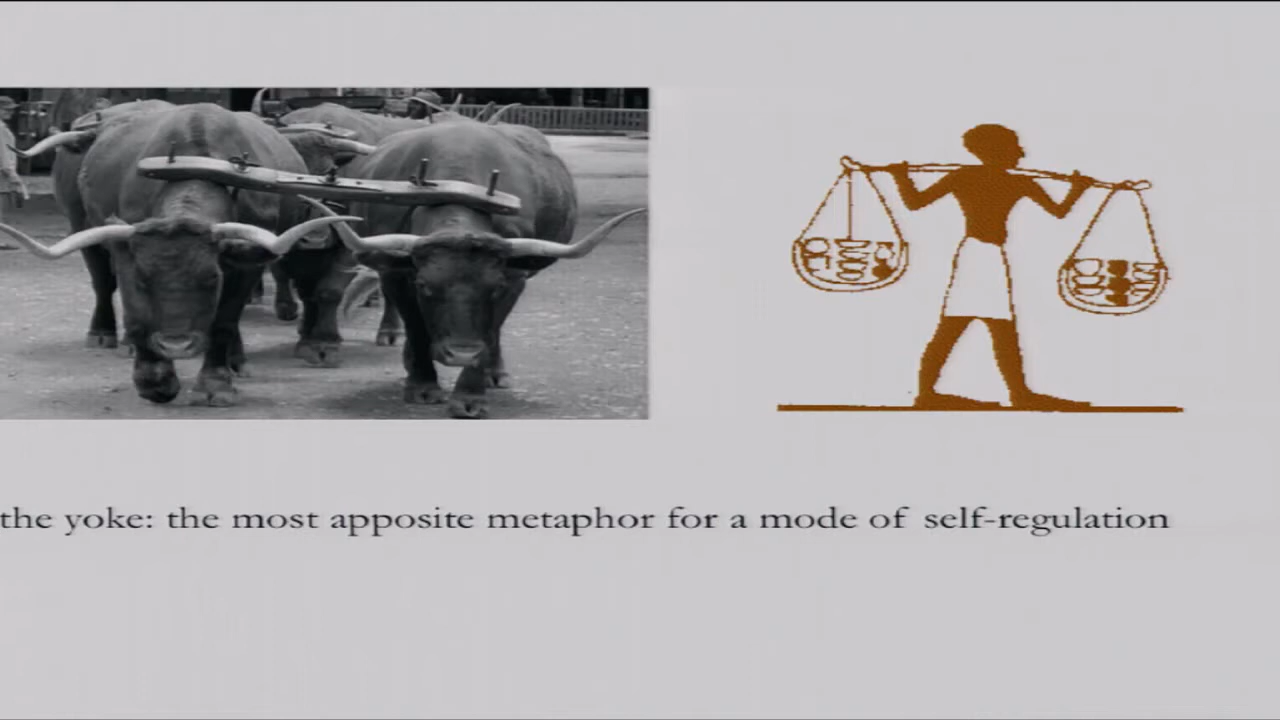 the yoke: the most apposite metaphor for a mode of self-regulation